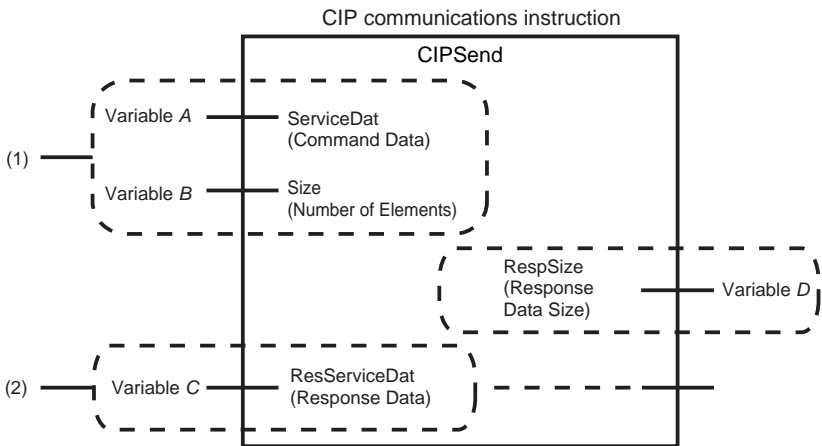 CIP communications instruction
CIPSend
Variable A
ServiceDat
(Command Data)
(1)
Variable B
Size
(Number of Elements)
RespSize
(Response
Data Size)
Variable D
(2)
Variable C
ResServiceDat
(Response Data)